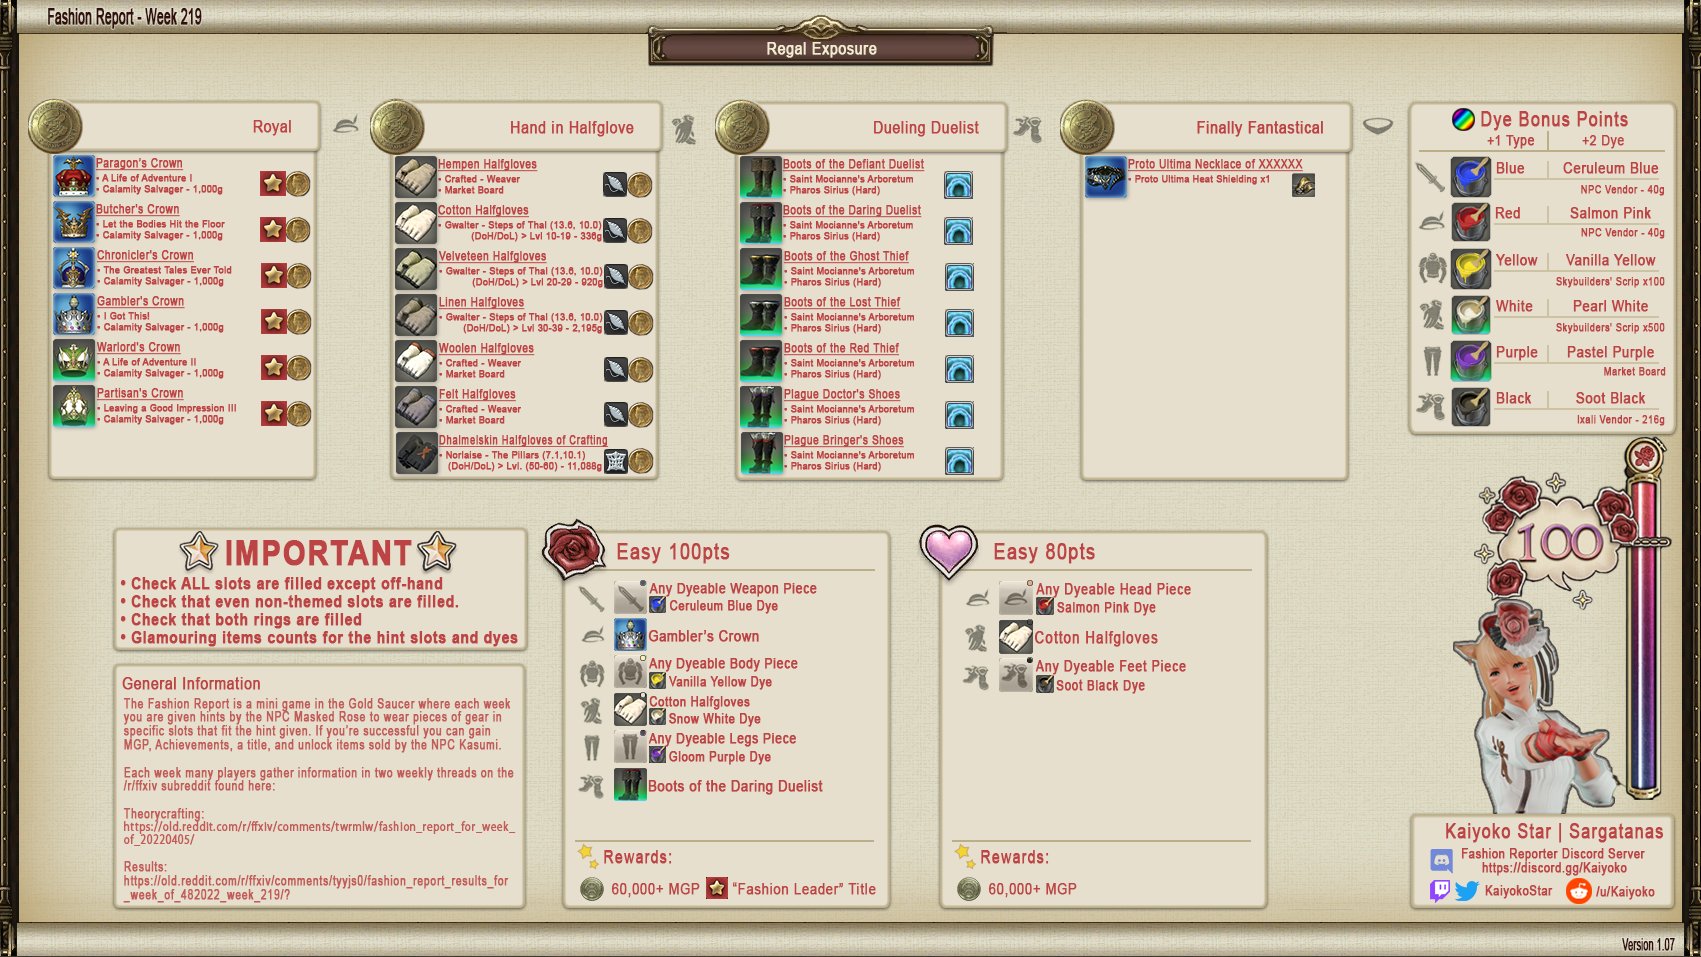 Fashion Report - Week 219
Regal Exposure
Royal
Paragon's Crown
• A Life of Adventure I
• Calamity Salvager - 1,000g
Butcher's Crown
• Let the Bodies Hit the Floor
• Calamity Salvager - 1,000g
Chronicler's Crown
• The Greatest Tales Ever Told
• Calamity Salvager - 1,000g
Gambler's Crown
• I Got This!
• Calamity Salvager - 1,000g
Warlord's Crown
• A Life of Adventure II
• Calamity Salvager - 1,000g
Partisan's Crown
• Leaving a Good Impression III
• Calamity Salvager - 1,000g
Hand in Halfglove
Hempen Halfgloves
• Crafted - Weaver
• Market Board
Cotton Halfgloves
• Gwalter - Steps of Thal (13.6, 10.0)
(DoH/DoL) > Lvl 10-19 - 336g
Velveteen Halfgloves
• Gwalter - Steps of Thal (13.6, 10.0)
(DoH/DoL) > Lvl 20-29 - 920g
Linen Halfgloves
• Gwalter - Steps of Thal (13.6, 10.0)
(DoH/DoL) > Lvl 30-39 - 2,195g
Woolen Halfgloves
• Crafted - Weaver
• Market Board
Felt Halfgloves
• Crafted - Weaver
• Market Board
Dhalmelskin Halfgloves of Crafting
• Norlaise - The Pillars (7.1,10.1)
(DoH/DoL) > Lvl. (50-60) - 11,088g
Dueling Duelist
Boots of the Defiant Duelist
• Saint Mocianne's Arboretum
• Pharos Sirius (Hard)
Boots of the Daring Duelist
• Saint Mocianne's Arboretum
• Pharos Sirius (Hard)
Boots of the Ghost Thief
• Saint Mocianne's Arboretum
• Pharos Sirius (Hard)
Boots of the Lost Thief
• Saint Mocianne's Arboretum
• Pharos Sirius (Hard)
Boots of the Red Thief
• Saint Mocianne's Arboretum
• Pharos Sirius (Hard)
Plague Doctor's Shoes
• Saint Mocianne's Arboretum
• Pharos Sirius (Hard)
Plague Bringer's Shoes
• Saint Mocianne's Arboretum
• Pharos Sirius (Hard)
Finally Fantastical
Proto Ultima Necklace of XXXXXX
• Proto Ultima Heat Shielding x1
Dye Bonus Points
+1 Type | +2 Dye
Blue | Ceruleum Blue
NPC Vendor - 40g
Red | Salmon Pink
NPC Vendor - 40g
Yellow | Vanilla Yellow
Skybuilders' Scrip x100
White | Pearl White
Skybuilders' Scrip x500
Purple | Pastel Purple
Market Board
Black | Soot Black
Ixali Vendor - 216g
IMPORTANT
• Check ALL slots are filled except off-hand
• Check that even non-themed slots are filled.
• Check that both rings are filled
• Glamouring items counts for the hint slots and dyes
General Information
The Fashion Report is a mini game in the Gold Saucer where each week
you are given hints by the NPC Masked Rose to wear pieces of gear in
specific slots that fit the hint given. If you're successful you can gain
MGP, Achievements, a title, and unlock items sold by the NPC Kasumi.
Each week many players gather information in two weekly threads on the
/r/ffxiv subreddit found here:
Theorycrafting:
https://old.reddit.com/r/ffxiv/comments/twrmlw/fashion_report_for_week_
of_20220405/
Results:
https://old.reddit.com/r/ffxiv/comments/tyyjs0/fashion_report_results_for
_week_of_482022_week_219/?
Easy 100pts
Any Dyeable Weapon Piece
Ceruleum Blue Dye
Gambler's Crown
Any Dyeable Body Piece
Vanilla Yellow Dye
Cotton Halfgloves
Snow White Dye
Any Dyeable Legs Piece
Gloom Purple Dye
Boots of the Daring Duelist
Rewards:
60,000+ MGP "Fashion Leader" Title
Easy 80pts
Any Dyeable Head Piece
Salmon Pink Dye
Cotton Halfgloves
Any Dyeable Feet Piece
Soot Black Dye
Rewards:
60,000+ MGP
100
Kaiyoko Star | Sargatanas
Fashion Reporter Discord Server
https://discord.gg/Kaiyoko
KaiyokoStar /u/Kaiyoko
Version 1.07